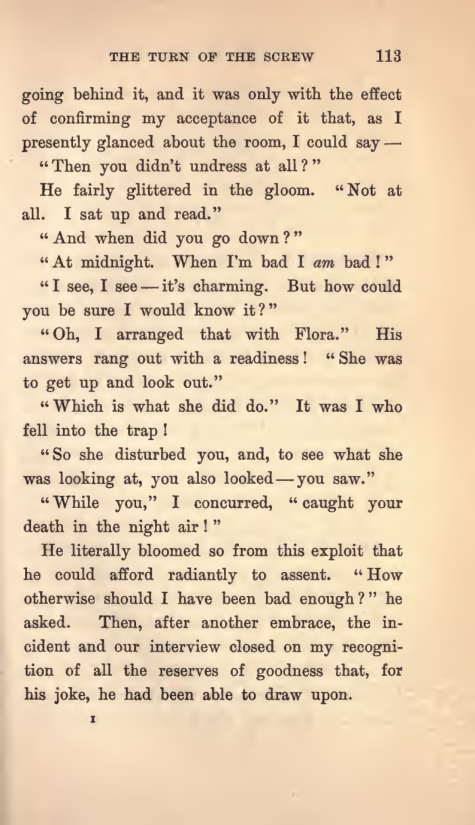 THE TURN OF THE SCREW 113
going behind it, and it was only with the effect
of confirming my acceptance of it that, as I
presently glanced about the room, I could say —
"Then you didn't undress at all?"
He fairly glittered in the gloom. "Not at
all. I sat up and read."
"And when did you go down?"
"At midnight. When I'm bad I am bad!"
"I see, I see — it's charming. But how could
you be sure I would know it?"
"Oh, I arranged that with Flora." His
answers rang out with a readiness! "She was
to get up and look out."
"Which is what she did do." It was I who
fell into the trap!
"So she disturbed you, and, to see what she
was looking at, you also looked — you saw."
"While you," I concurred, "caught your
death in the night air!"
He literally bloomed so from this exploit that
he could afford radiantly to assent. "How
otherwise should I have been bad enough?" he
asked. Then, after another embrace, the in-
cident and our interview closed on my recogni-
tion of all the reserves of goodness that, for
his joke, he had been able to draw upon.
I